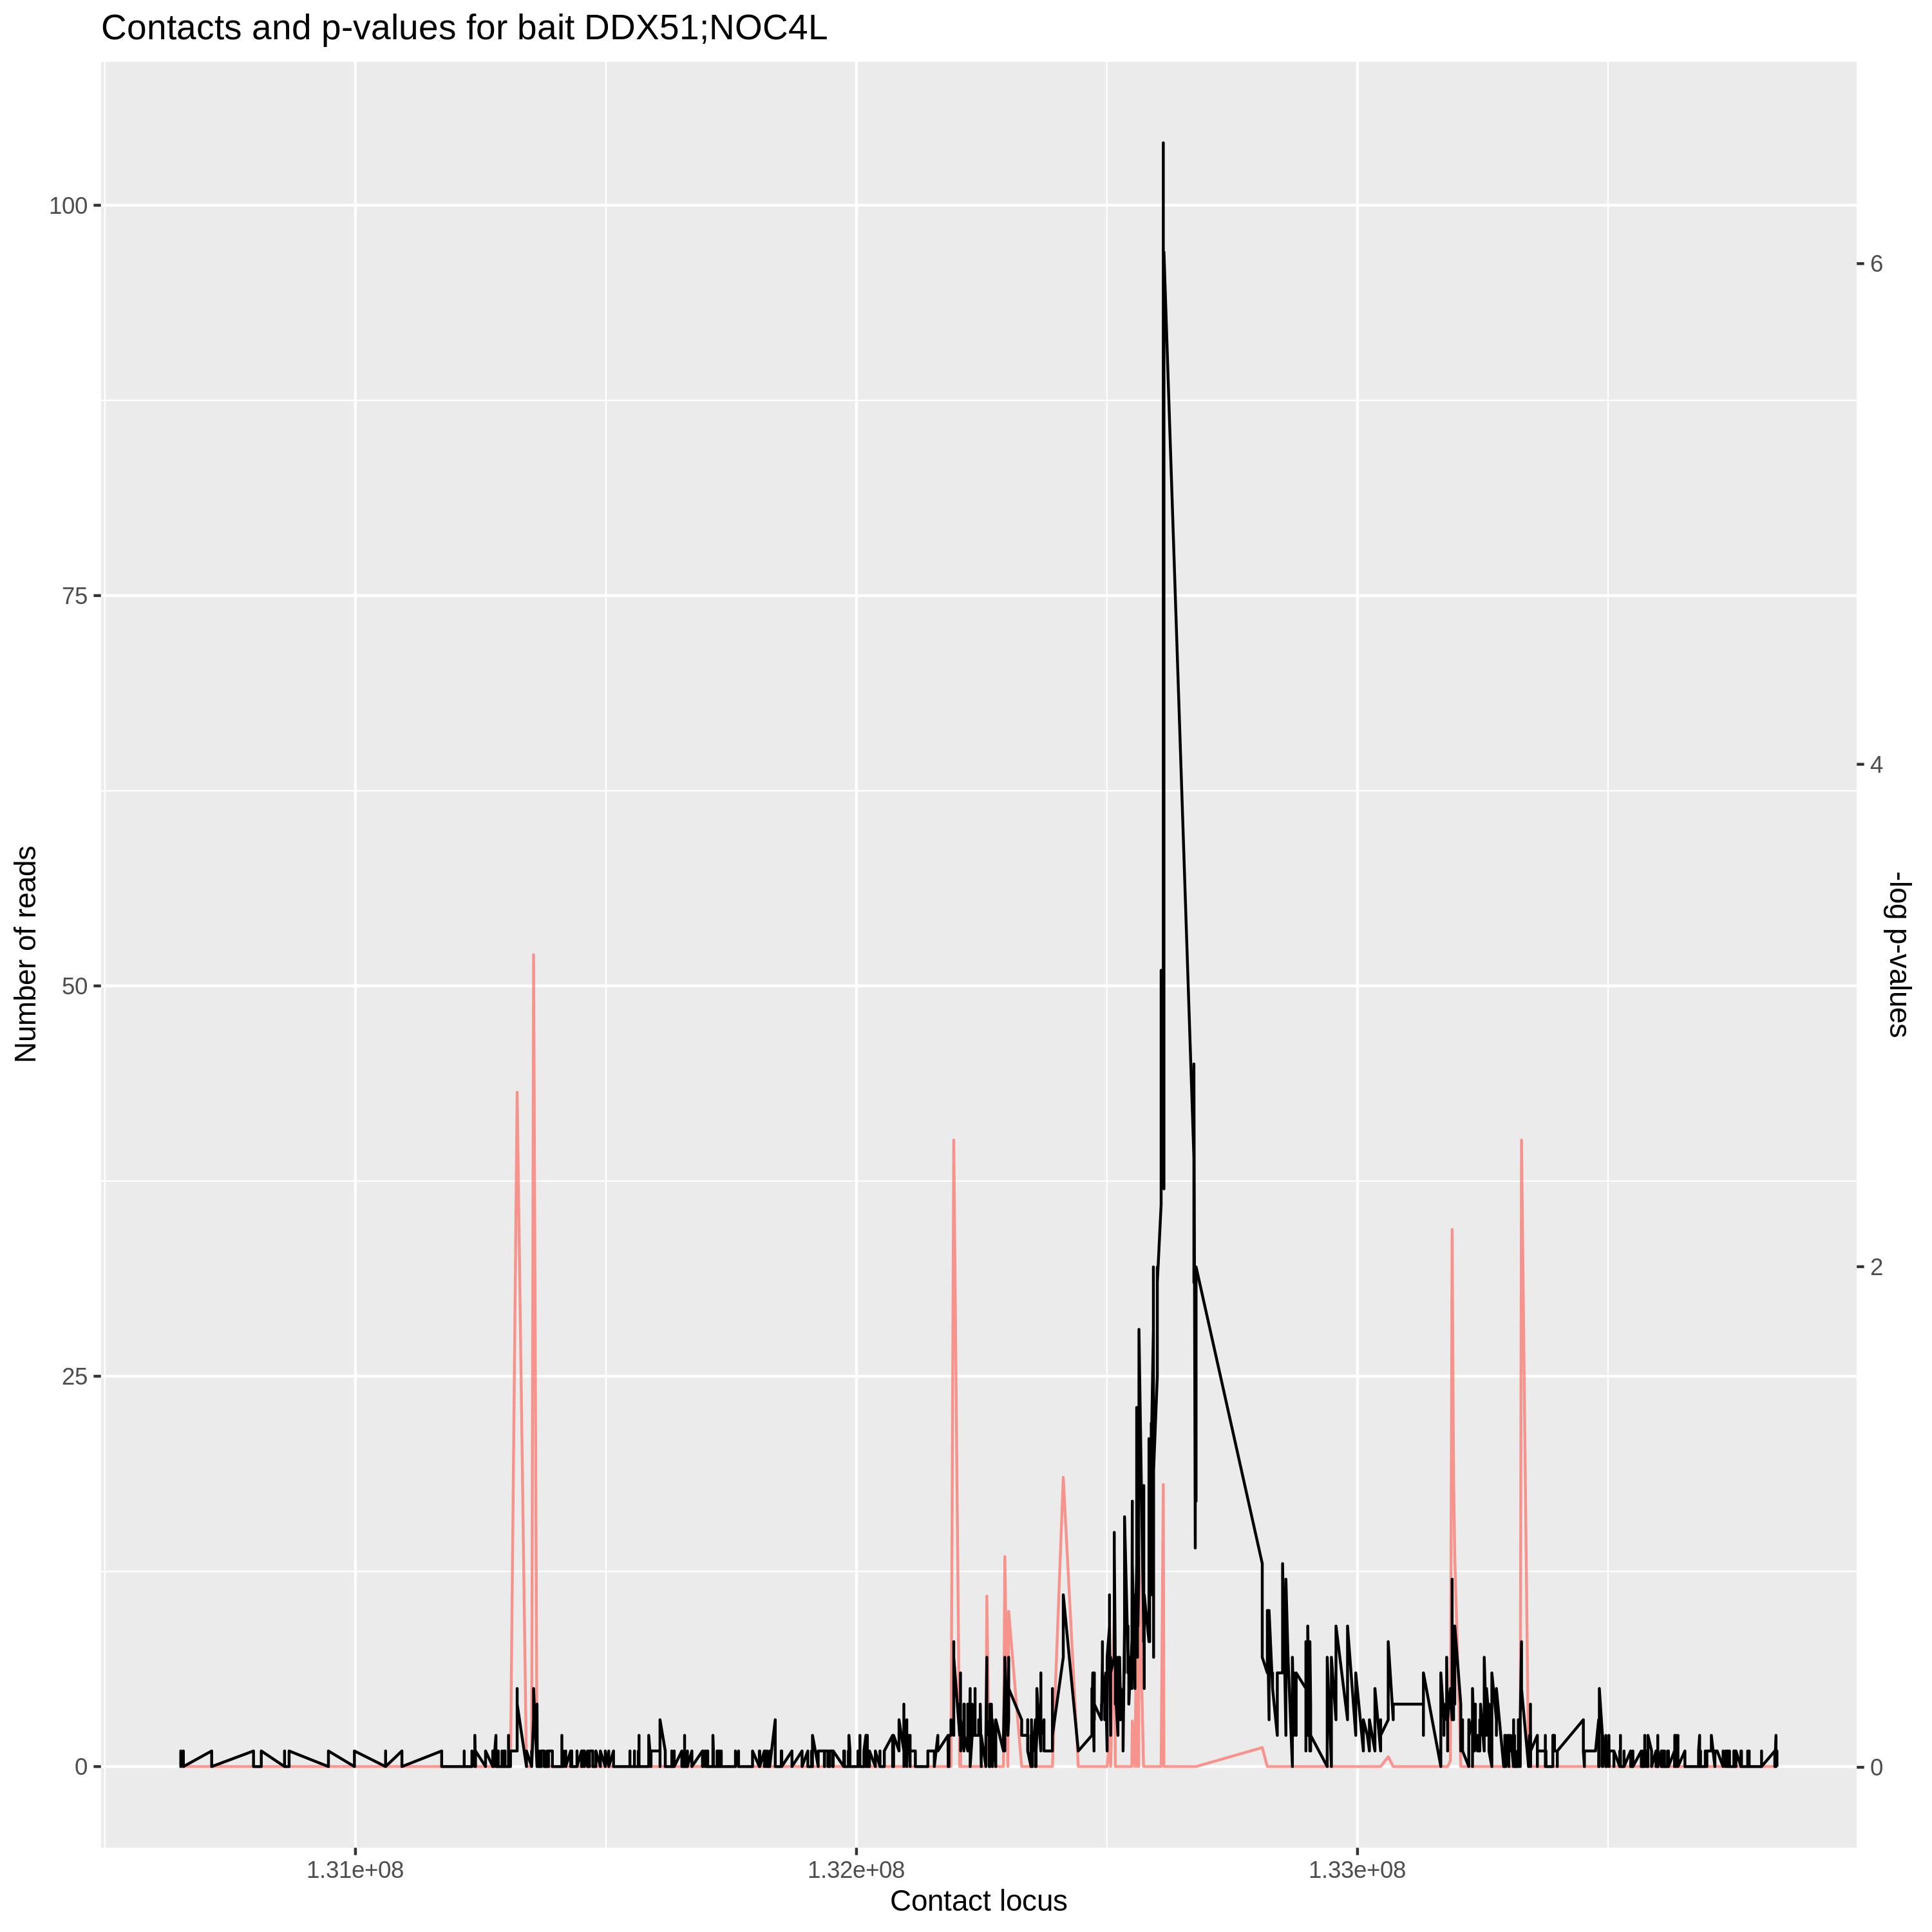 Contacts and p-values for bait DDX51;NOC4L
100
75
50
25
0
Number of reads
6
4
2
0
-log p-values
1.31e+08
1.32e+08
1.33e+08
Contact locus